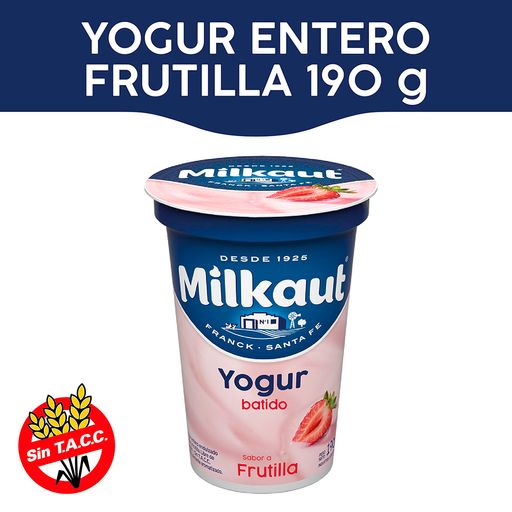 YOGUR ENTERO
FRUTILLA 190 g
DESDE 1925
Milkaut
FRANCK - SANTA FE
DESDE 1925
Milkaut
Nº1
FRANCK - SANTA FE
Yogur
batido
Sabor a
Frutilla
Sin T.A.C.C.